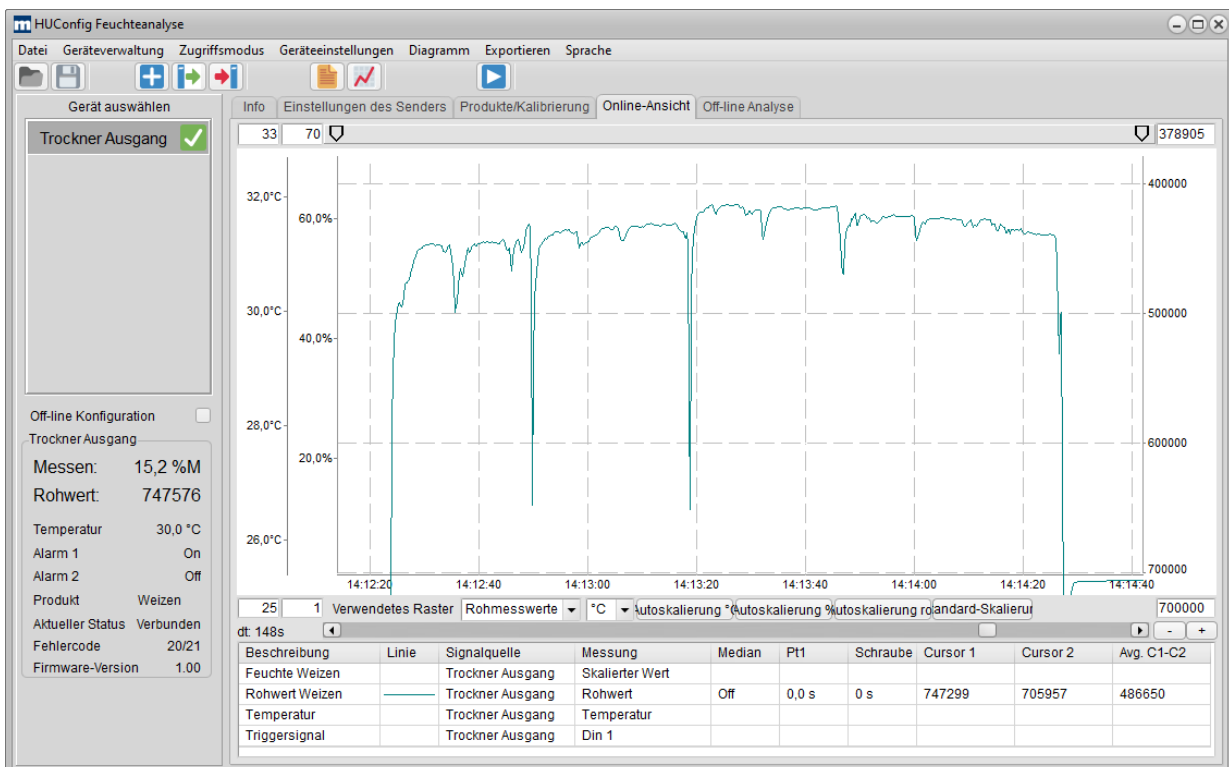 HUConfig Feuchteanalyse
Datei Geräteverwaltung Zugriffsmodus Geräteeinstellungen Diagramm Exportieren Sprache
Gerät auswählen
Trockner Ausgang
Off-line Konfiguration
Trockner Ausgang
Messen: 15,2 %M
Rohwert: 747576
Temperatur 30,0 °C
Alarm 1 On
Alarm 2 Off
Produkt Weizen
Aktueller Status Verbunden
Fehlercode 20/21
Firmware-Version 1.00
Info Einstellungen des Senders Produkte/Kalibrierung Online-Ansicht Off-line Analyse
33 70 378905
32,0°C
30,0°C
28,0°C
26,0°C
60,0%
40,0%
20,0%
400000
500000
600000
700000
14:12:20 14:12:40 14:13:00 14:13:20 14:13:40 14:14:00 14:14:20 14:14:40
25 1 Verwendetes Raster Rohmesswerte °C utoskalierung ° utoskalierung % utoskalierung ro andard-Skalierur 700000
dt: 148s - +
Beschreibung Linie Signalquelle Messung Median Pt1 Schraube Cursor 1 Cursor 2 Avg. C1-C2
Feuchte Weizen Trockner Ausgang Skalierter Wert
Rohwert Weizen Trockner Ausgang Rohwert Off 0,0 s 0 s 747299 705957 486650
Temperatur Trockner Ausgang Temperatur
Triggersignal Trockner Ausgang Din 1